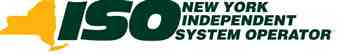 ISO
NEW YORK
INDEPENDENT
SYSTEM OPERATOR